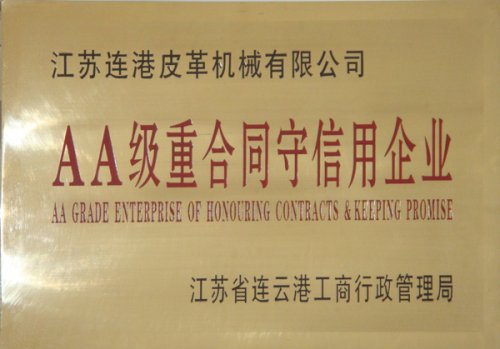 江苏连港皮革机械有限公司
AA级重合同守信用企业
AA GRADE ENTERPRISE OF HONOURING CONTRACTS & KEEPING PROMISE
江苏省连云港工商行政管理局